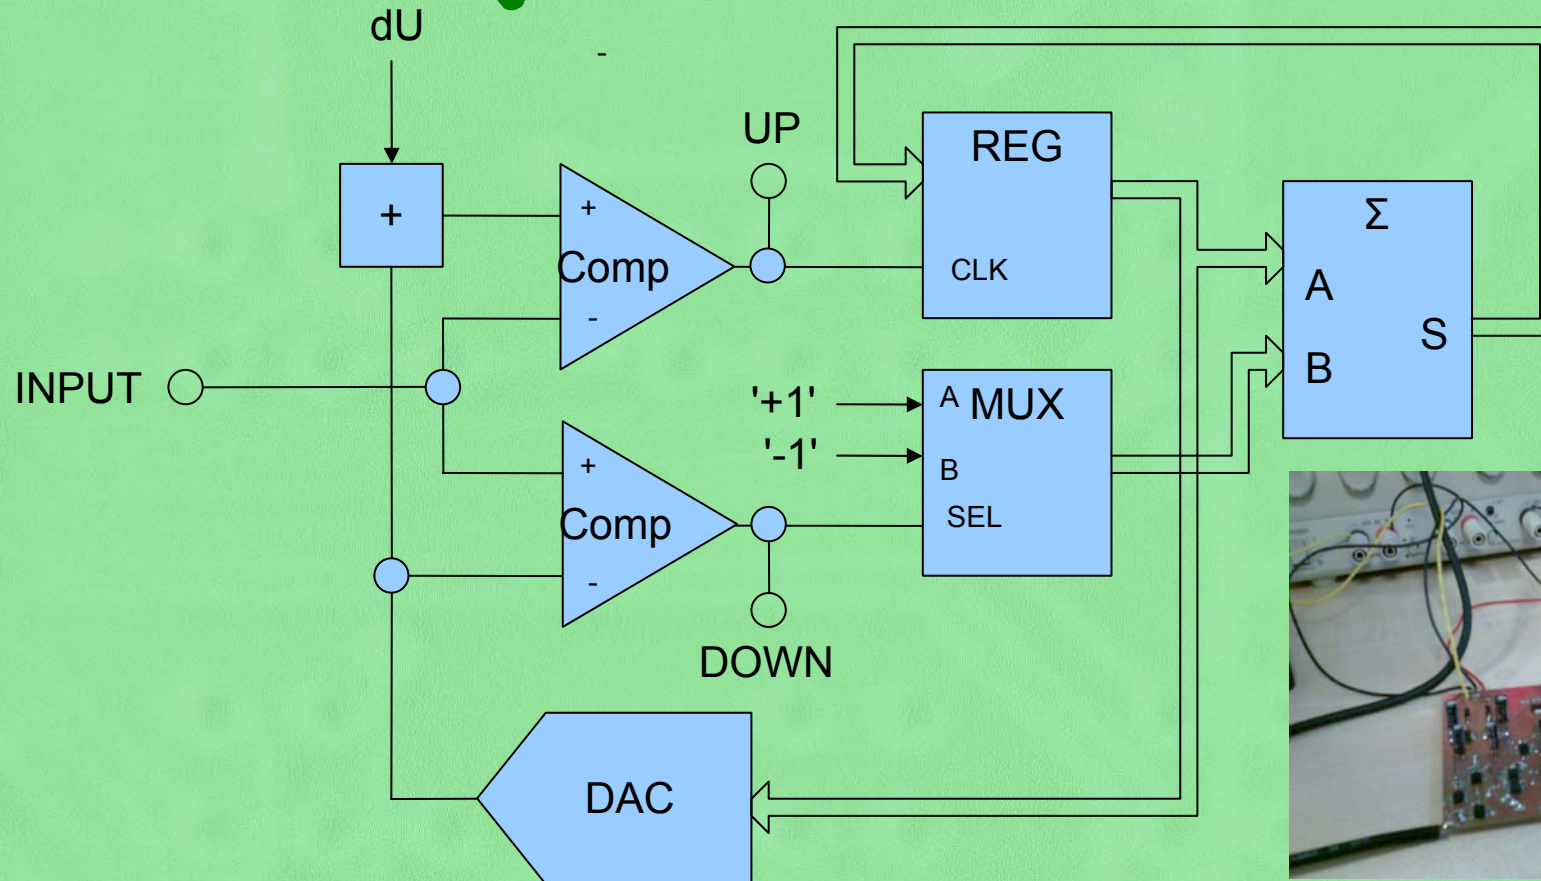 dU
-
UP
REG
+
+
Comp
-
CLK
Σ
A
B
S
INPUT
'+1'
'-1'
A MUX
B
SEL
+
Comp
-
DOWN
DAC